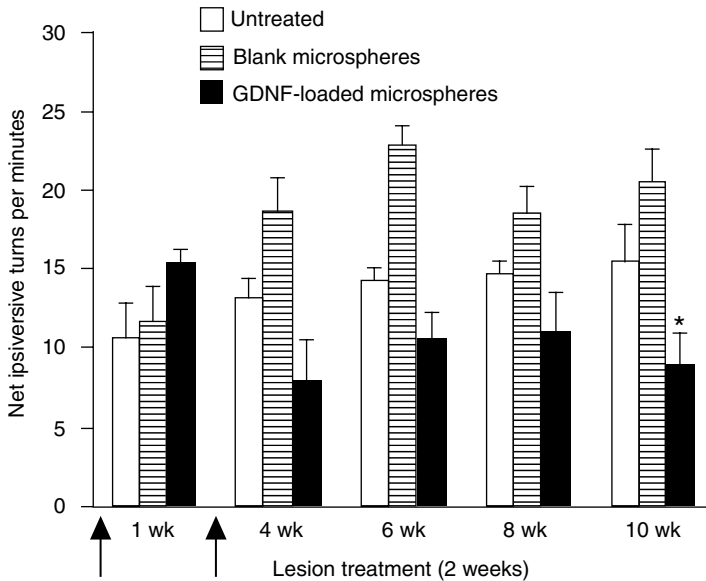 Untreated
Blank microspheres
GDNF-loaded microspheres
Net ipsiversive turns per minutes
30
25
20
15
10
5
0
*
1 wk 4 wk 6 wk 8 wk 10 wk
Lesion treatment (2 weeks)